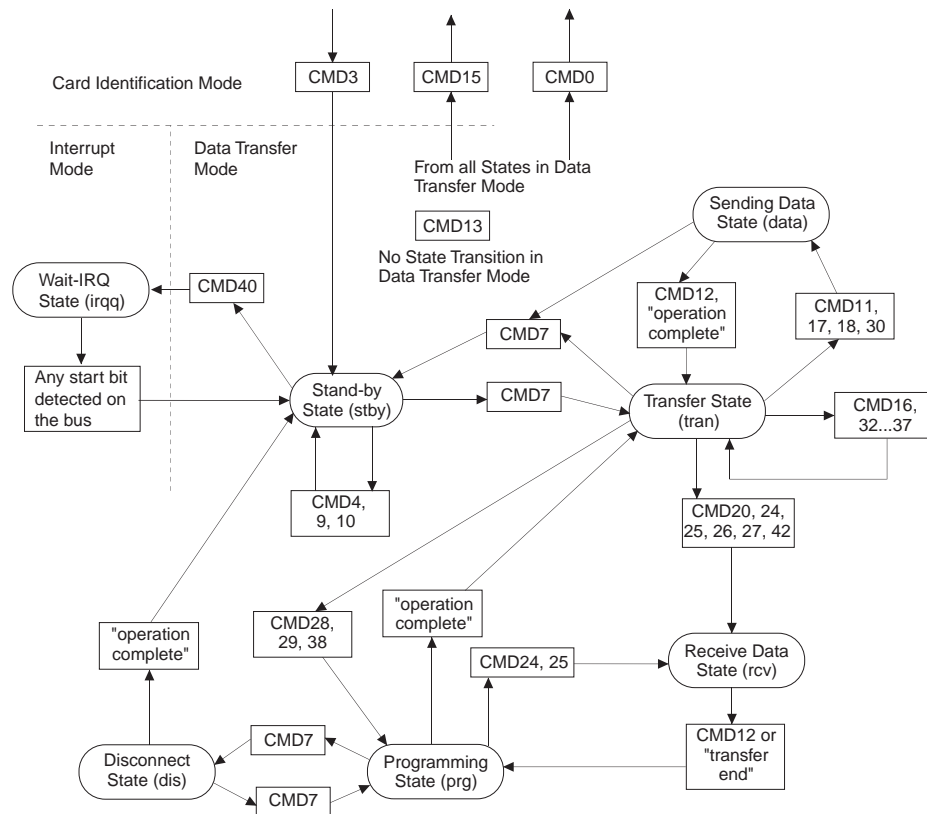 Card Identification Mode
CMD3
CMD15
CMD0
Interrupt
Mode
Data Transfer
Mode
From all States in Data
Transfer Mode
CMD13
No State Transition in
Data Transfer Mode
Sending Data
State (data)
Wait-IRQ
State (irqq)
CMD40
CMD12,
"operation
complete"
CMD11,
17, 18, 30
CMD7
Any start bit
detected on
the bus
Stand-by
State (stby)
CMD7
Transfer State
(tran)
CMD16,
32...37
CMD4,
9, 10
CMD20, 24,
25, 26, 27, 42
"operation
complete"
CMD28,
29, 38
"operation
complete"
CMD24, 25
Receive Data
State (rcv)
CMD7
Disconnect
State (dis)
CMD7
Programming
State (prg)
CMD12 or
"transfer
end"